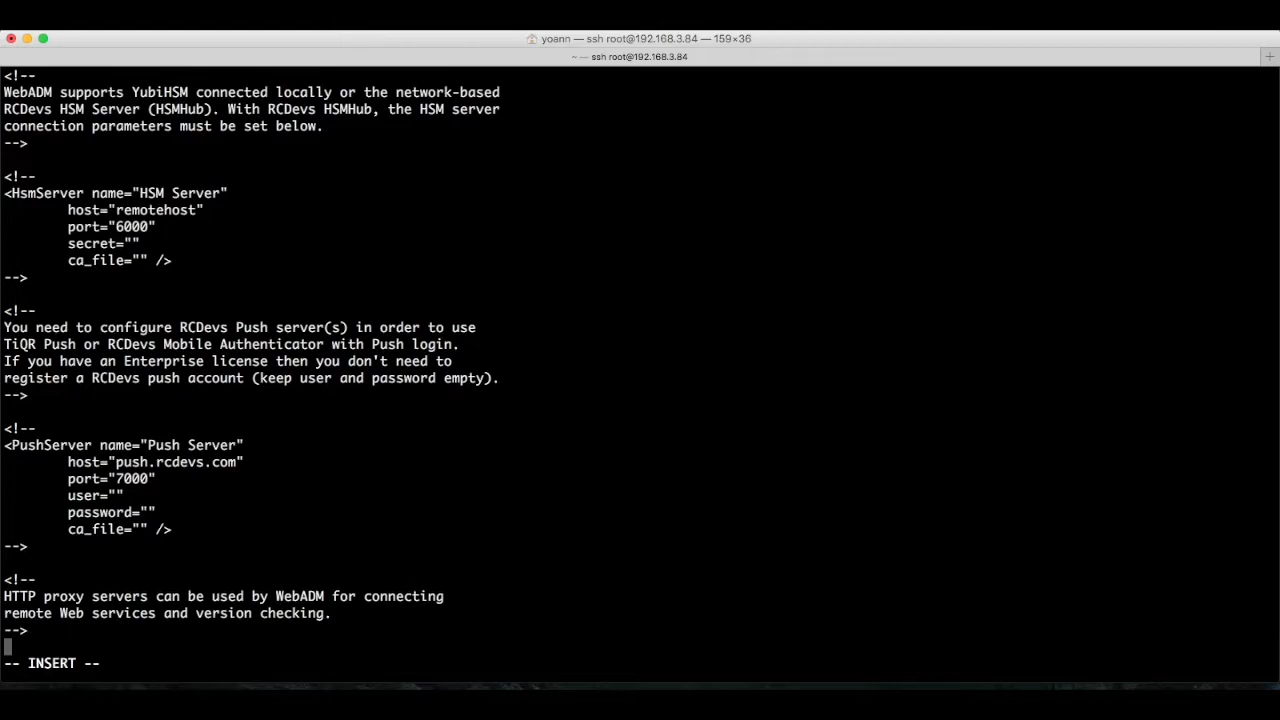 yoann — ssh root@192.168.3.84 — 159×36
~ — ssh root@192.168.3.84
<!--
WebADM supports YubiHSM connected locally or the network-based
RCDevs HSM Server (HSMHub). With RCDevs HSMHub, the HSM server
connection parameters must be set below.
-->
<!--
<HsmServer name="HSM Server"
host="remotehost"
port="6000"
secret=""
ca_file="" />
-->
<!--
You need to configure RCDevs Push server(s) in order to use
TiQR Push or RCDevs Mobile Authenticator with Push login.
If you have an Enterprise license then you don't need to
register a RCDevs push account (keep user and password empty).
-->
<!--
<PushServer name="Push Server"
host="push.rcdevs.com"
port="7000"
user=""
password=""
ca_file="" />
-->
<!--
HTTP proxy servers can be used by WebADM for connecting
remote Web services and version checking.
-->
-- INSERT --